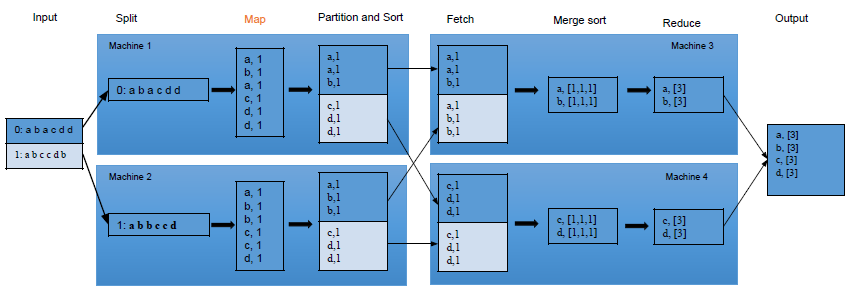 Input
Split
Map
Partition and Sort
Fetch
Merge sort
Reduce
Output
0: a b a c d d
1: a b c c d b
Machine 1
0: a b a c d d
a, 1
b, 1
a, 1
c, 1
d, 1
d, 1
a,1
a,1
b,1
c,1
d,1
d,1
Machine 2
1: a b b c c d
a, 1
b, 1
b, 1
c, 1
c, 1
d, 1
a,1
b,1
b,1
c,1
d,1
d,1
Machine 3
a,1
a,1
b,1
a,1
b,1
b,1
a, [1,1,1]
b, [1,1,1]
a, [3]
b, [3]
Machine 4
c,1
d,1
d,1
c,1
d,1
d,1
c, [1,1,1]
d, [1,1,1]
c, [3]
d, [3]
a, [3]
b, [3]
c, [3]
d, [3]